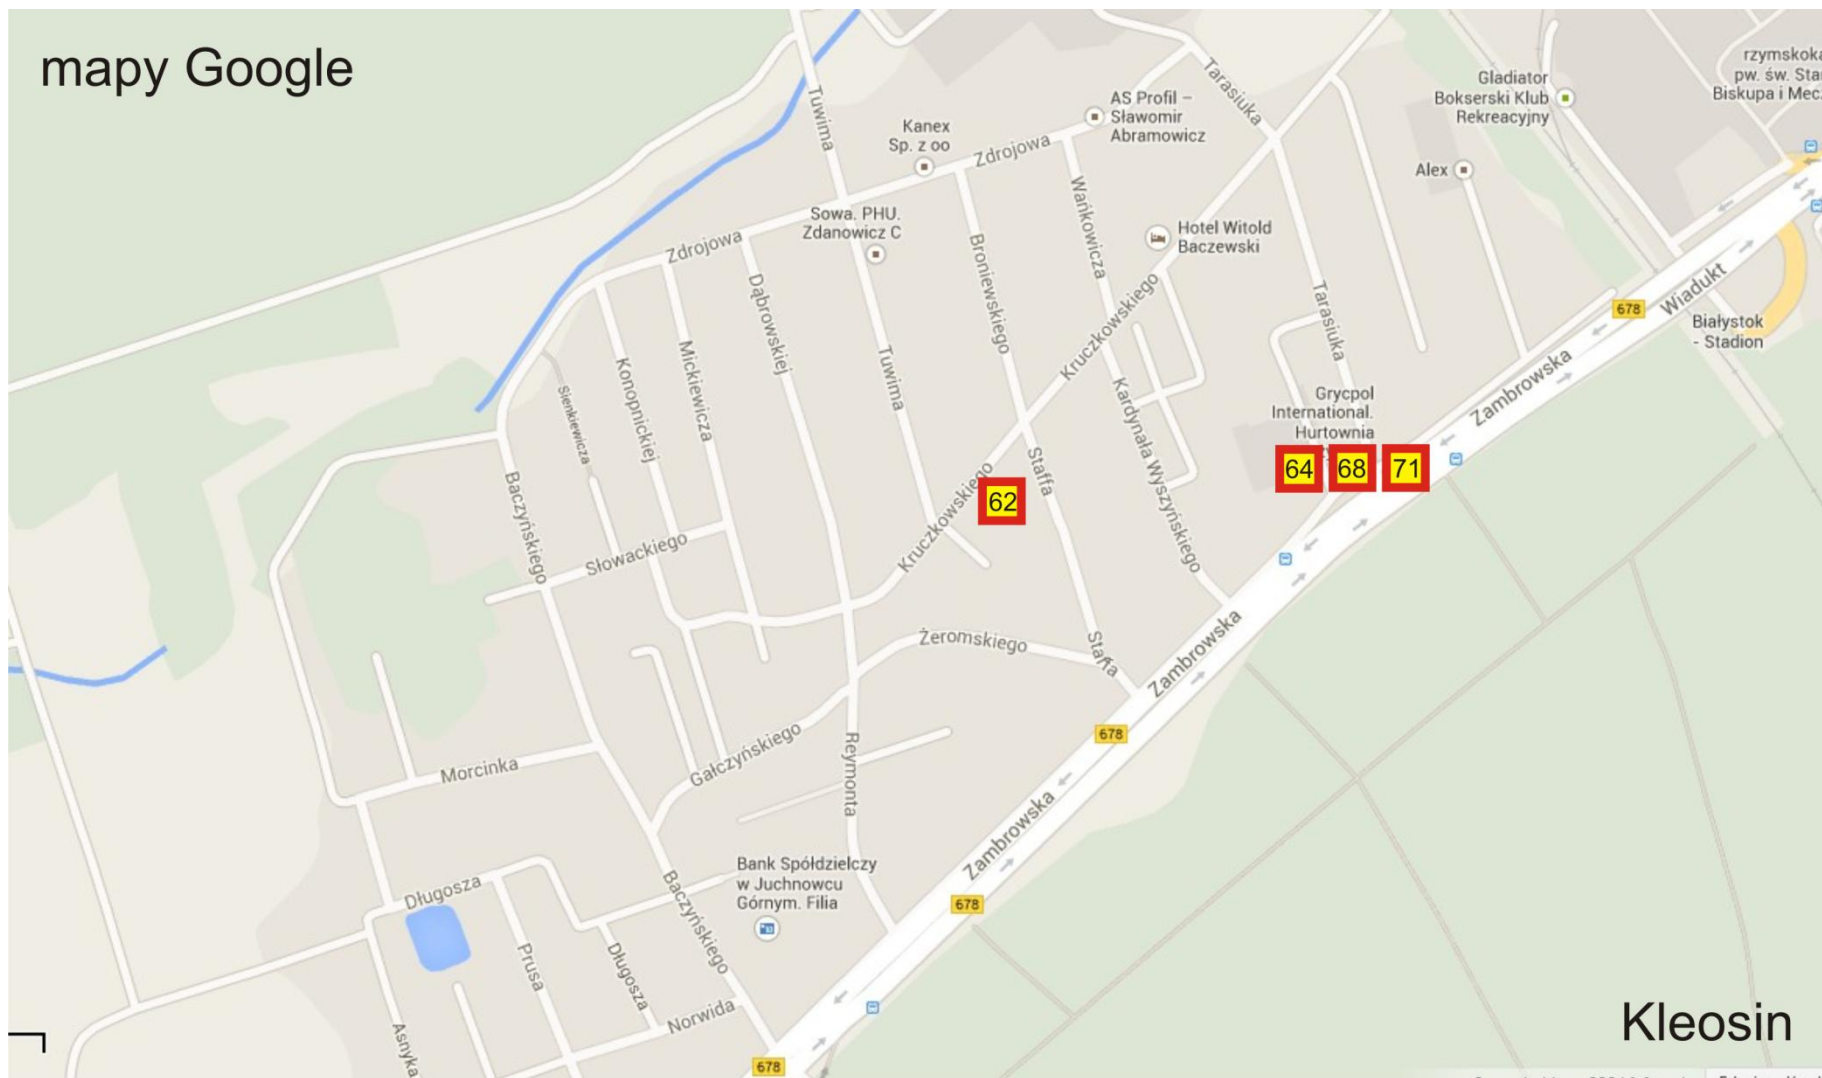 mapy Google
rzymskoka
pw. św. Sta
Biskupa i Mec
Gladiator
Bokserski Klub
Rekreacyjny
Tarasiuka
AS Profil –
Sławomir
Abramowicz
Tuwima
Kanex
Sp. z oo
Zdrojowa
Alex
Wańkowicza
Sowa. PHU.
Zdanowicz C
Hotel Witold
Baczewski
Zdrojowa
Broniewskiego
Dąbrowskiej
Kruczkowskiego
Tarasiuka
Wiadukt
678
Białystok
- Stadion
Mickiewicza
Konopnickiej
Tuwima
Sienkiewicza
Kardynała Wyszyńskiego
Zambrowska
Grycpol
International.
Hurtownia
64
68
71
Staffa
62
Kruczkowskiego
Baczyńskiego
Słowackiego
Żeromskiego
Staffa
Zambrowska
678
Gałczyńskiego
Reymonta
Morcinka
Zambrowska
Bank Spółdzielczy
w Juchnowcu
Górnym. Filia
Długosza
678
Baczyńskiego
Prusa
Długosza
Norwida
Asnyka
678
Kleosin